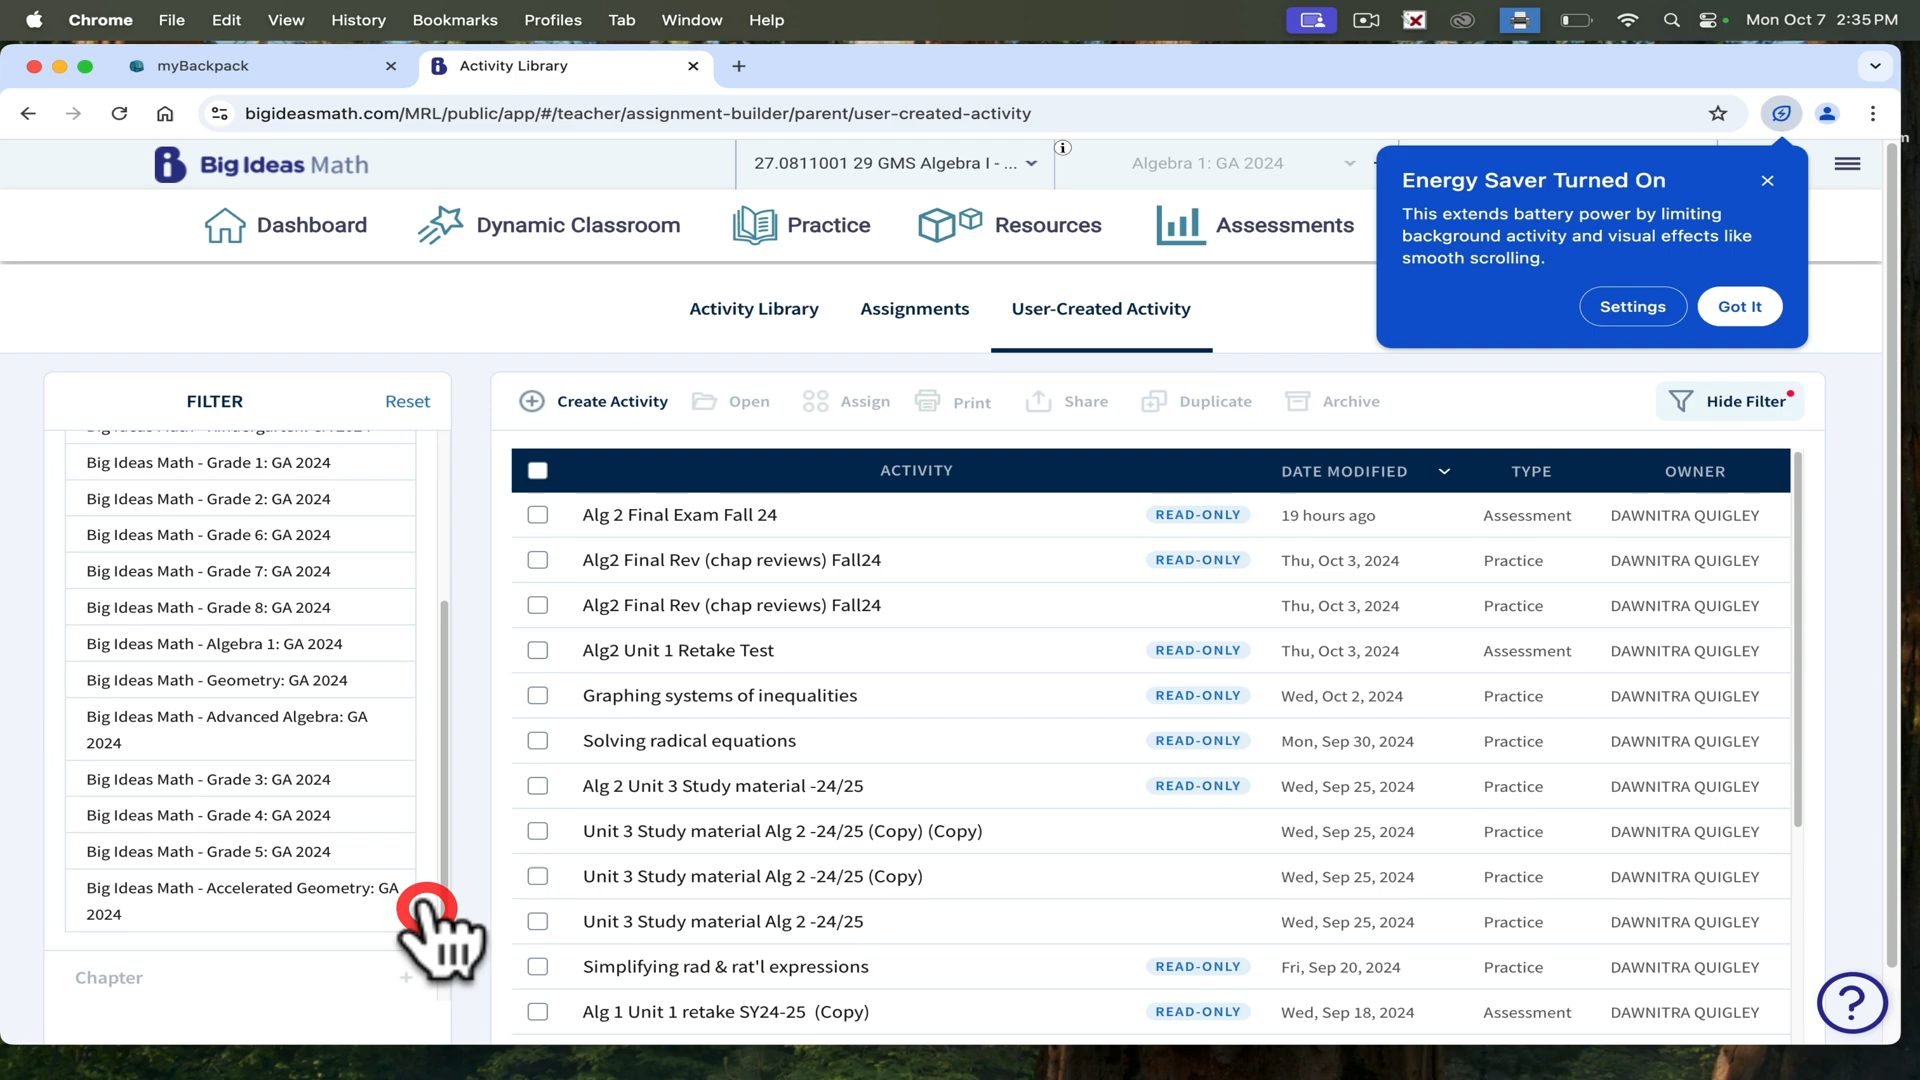 Chrome File Edit View History Bookmarks Profiles Tab Window Help Mon Oct 7 2:35 PM
myBackpack Activity Library
bigideasmath.com/MRL/public/app/#/teacher/assignment-builder/parent/user-created-activity
Big Ideas Math 27.0811001 29 GMS Algebra I - ... Algebra 1: GA 2024
Energy Saver Turned On
This extends battery power by limiting
background activity and visual effects like
smooth scrolling.
Settings Got It
Dashboard Dynamic Classroom Practice Resources Assessments
Activity Library Assignments User-Created Activity
FILTER Reset
Create Activity Open Assign Print Share Duplicate Archive Hide Filter
Big Ideas Math - Grade 1: GA 2024
Big Ideas Math - Grade 2: GA 2024
Big Ideas Math - Grade 6: GA 2024
Big Ideas Math - Grade 7: GA 2024
Big Ideas Math - Grade 8: GA 2024
Big Ideas Math - Algebra 1: GA 2024
Big Ideas Math - Geometry: GA 2024
Big Ideas Math - Advanced Algebra: GA
2024
Big Ideas Math - Grade 3: GA 2024
Big Ideas Math - Grade 4: GA 2024
Big Ideas Math - Grade 5: GA 2024
Big Ideas Math - Accelerated Geometry: GA
2024
Chapter
ACTIVITY DATE MODIFIED TYPE OWNER
Alg 2 Final Exam Fall 24 READ-ONLY 19 hours ago Assessment DAWNITRA QUIGLEY
Alg2 Final Rev (chap reviews) Fall24 READ-ONLY Thu, Oct 3, 2024 Practice DAWNITRA QUIGLEY
Alg2 Final Rev (chap reviews) Fall24 Thu, Oct 3, 2024 Practice DAWNITRA QUIGLEY
Alg2 Unit 1 Retake Test READ-ONLY Thu, Oct 3, 2024 Assessment DAWNITRA QUIGLEY
Graphing systems of inequalities READ-ONLY Wed, Oct 2, 2024 Practice DAWNITRA QUIGLEY
Solving radical equations READ-ONLY Mon, Sep 30, 2024 Practice DAWNITRA QUIGLEY
Alg 2 Unit 3 Study material -24/25 READ-ONLY Wed, Sep 25, 2024 Practice DAWNITRA QUIGLEY
Unit 3 Study material Alg 2 -24/25 (Copy) (Copy) Wed, Sep 25, 2024 Practice DAWNITRA QUIGLEY
Unit 3 Study material Alg 2 -24/25 (Copy) Wed, Sep 25, 2024 Practice DAWNITRA QUIGLEY
Unit 3 Study material Alg 2 -24/25 Wed, Sep 25, 2024 Practice DAWNITRA QUIGLEY
Simplifying rad & rat'l expressions READ-ONLY Fri, Sep 20, 2024 Practice DAWNITRA QUIGLEY
Alg 1 Unit 1 retake SY24-25 (Copy) READ-ONLY Wed, Sep 18, 2024 Assessment DAWNITRA QUIGLEY